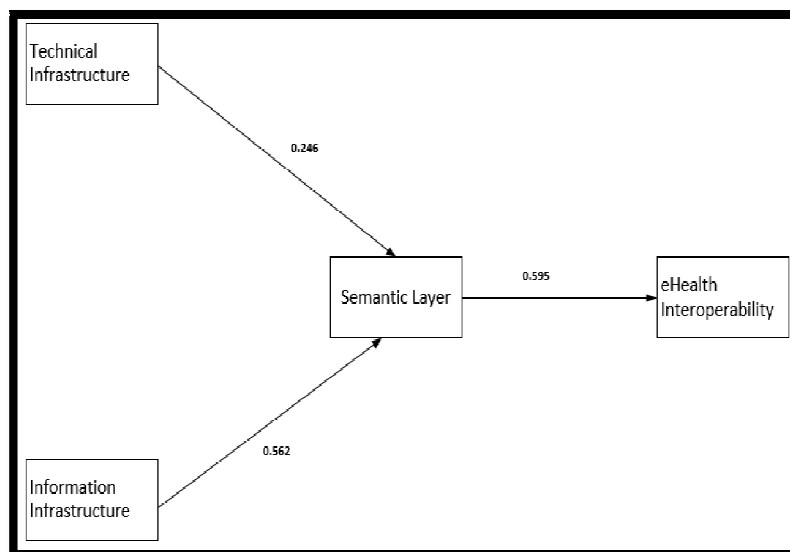 Technical
Infrastructure
0.246
Semantic Layer
0.595
eHealth
Interoperability
0.562
Information
Infrastructure